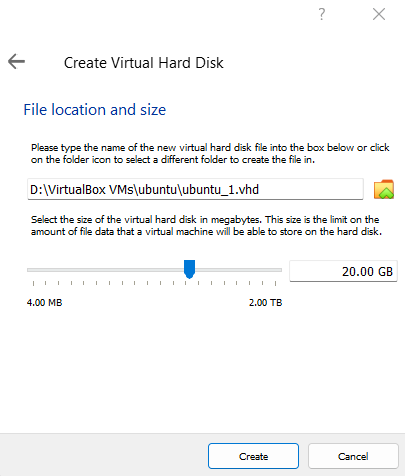 Create Virtual Hard Disk
File location and size
Please type the name of the new virtual hard disk file into the box below or click
on the folder icon to select a different folder to create the file in.
D:\VirtualBox VMs\ubuntu\ubuntu_1.vhd
Select the size of the virtual hard disk in megabytes. This size is the limit on the
amount of file data that a virtual machine will be able to store on the hard disk.
20.00 GB
4.00 MB 2.00 TB
Create Cancel